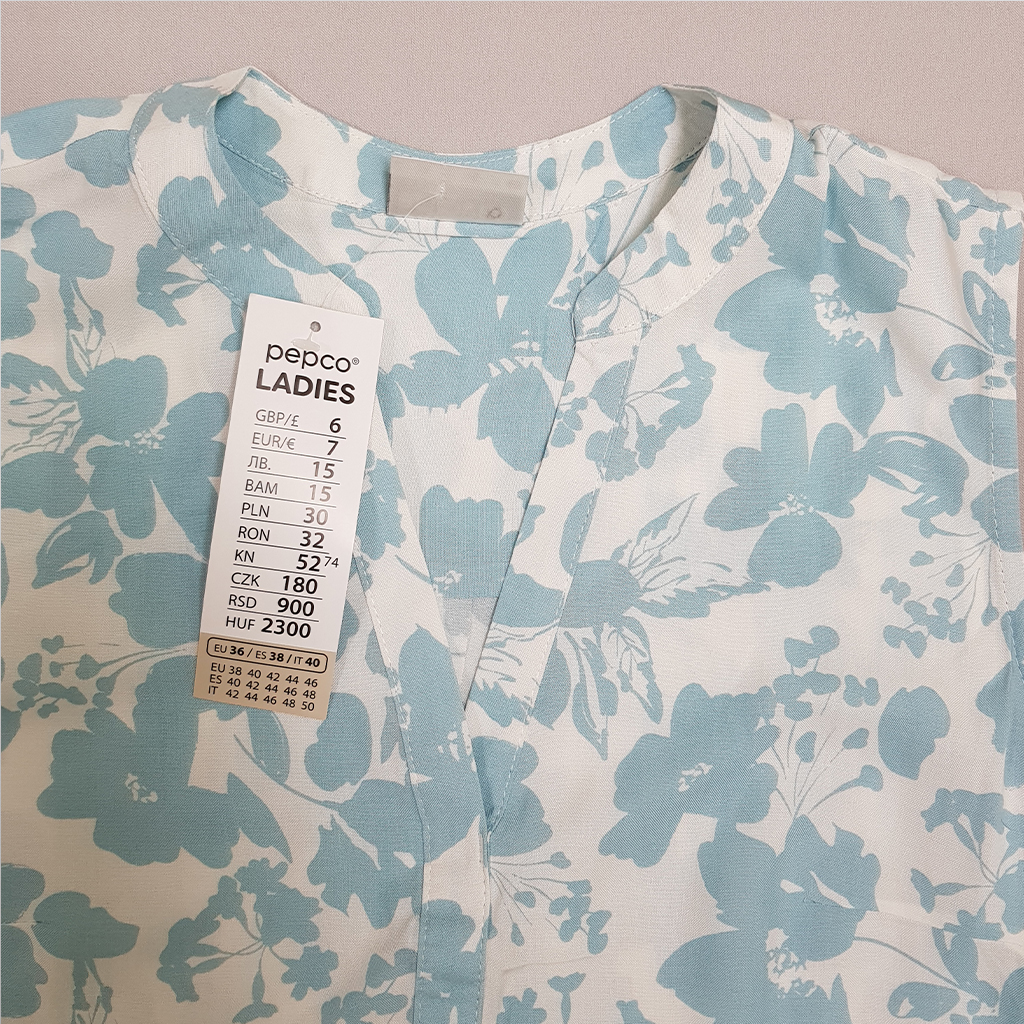 pepco®
LADIES
GBP/£ 6
EUR/€ 7
ЛВ. 15
BAM 15
PLN 30
RON 32
KN 52 74
CZK 180
RSD 900
HUF 2300
EU 36 / ES 38 / IT 40
EU 38 40 42 44 46
ES 40 42 44 46 48
IT 42 44 46 48 50